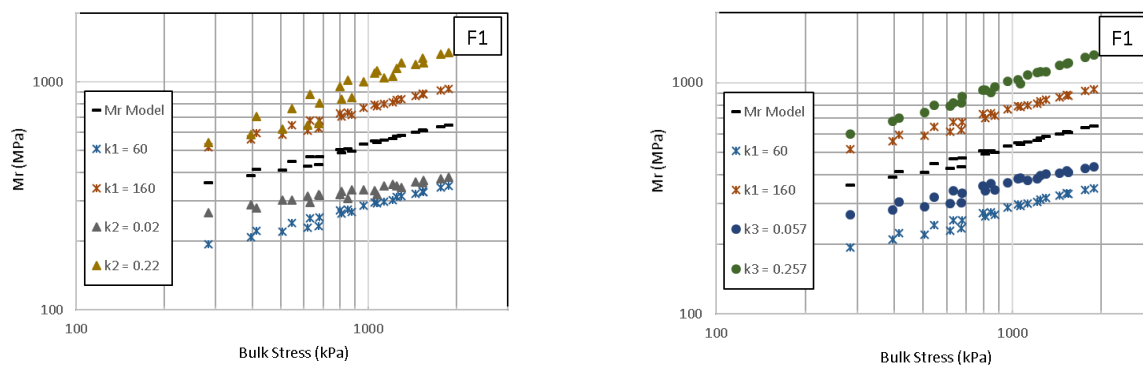 F1
1000
Mr Model
k1 = 60
k1 = 160
k2 = 0.02
k2 = 0.22
100
100
1000
Mr (MPa)
Bulk Stress (kPa)
F1
1000
Mr Model
k1 = 60
k1 = 160
k3 = 0.057
k3 = 0.257
100
100
1000
Mr (MPa)
Bulk Stress (kPa)